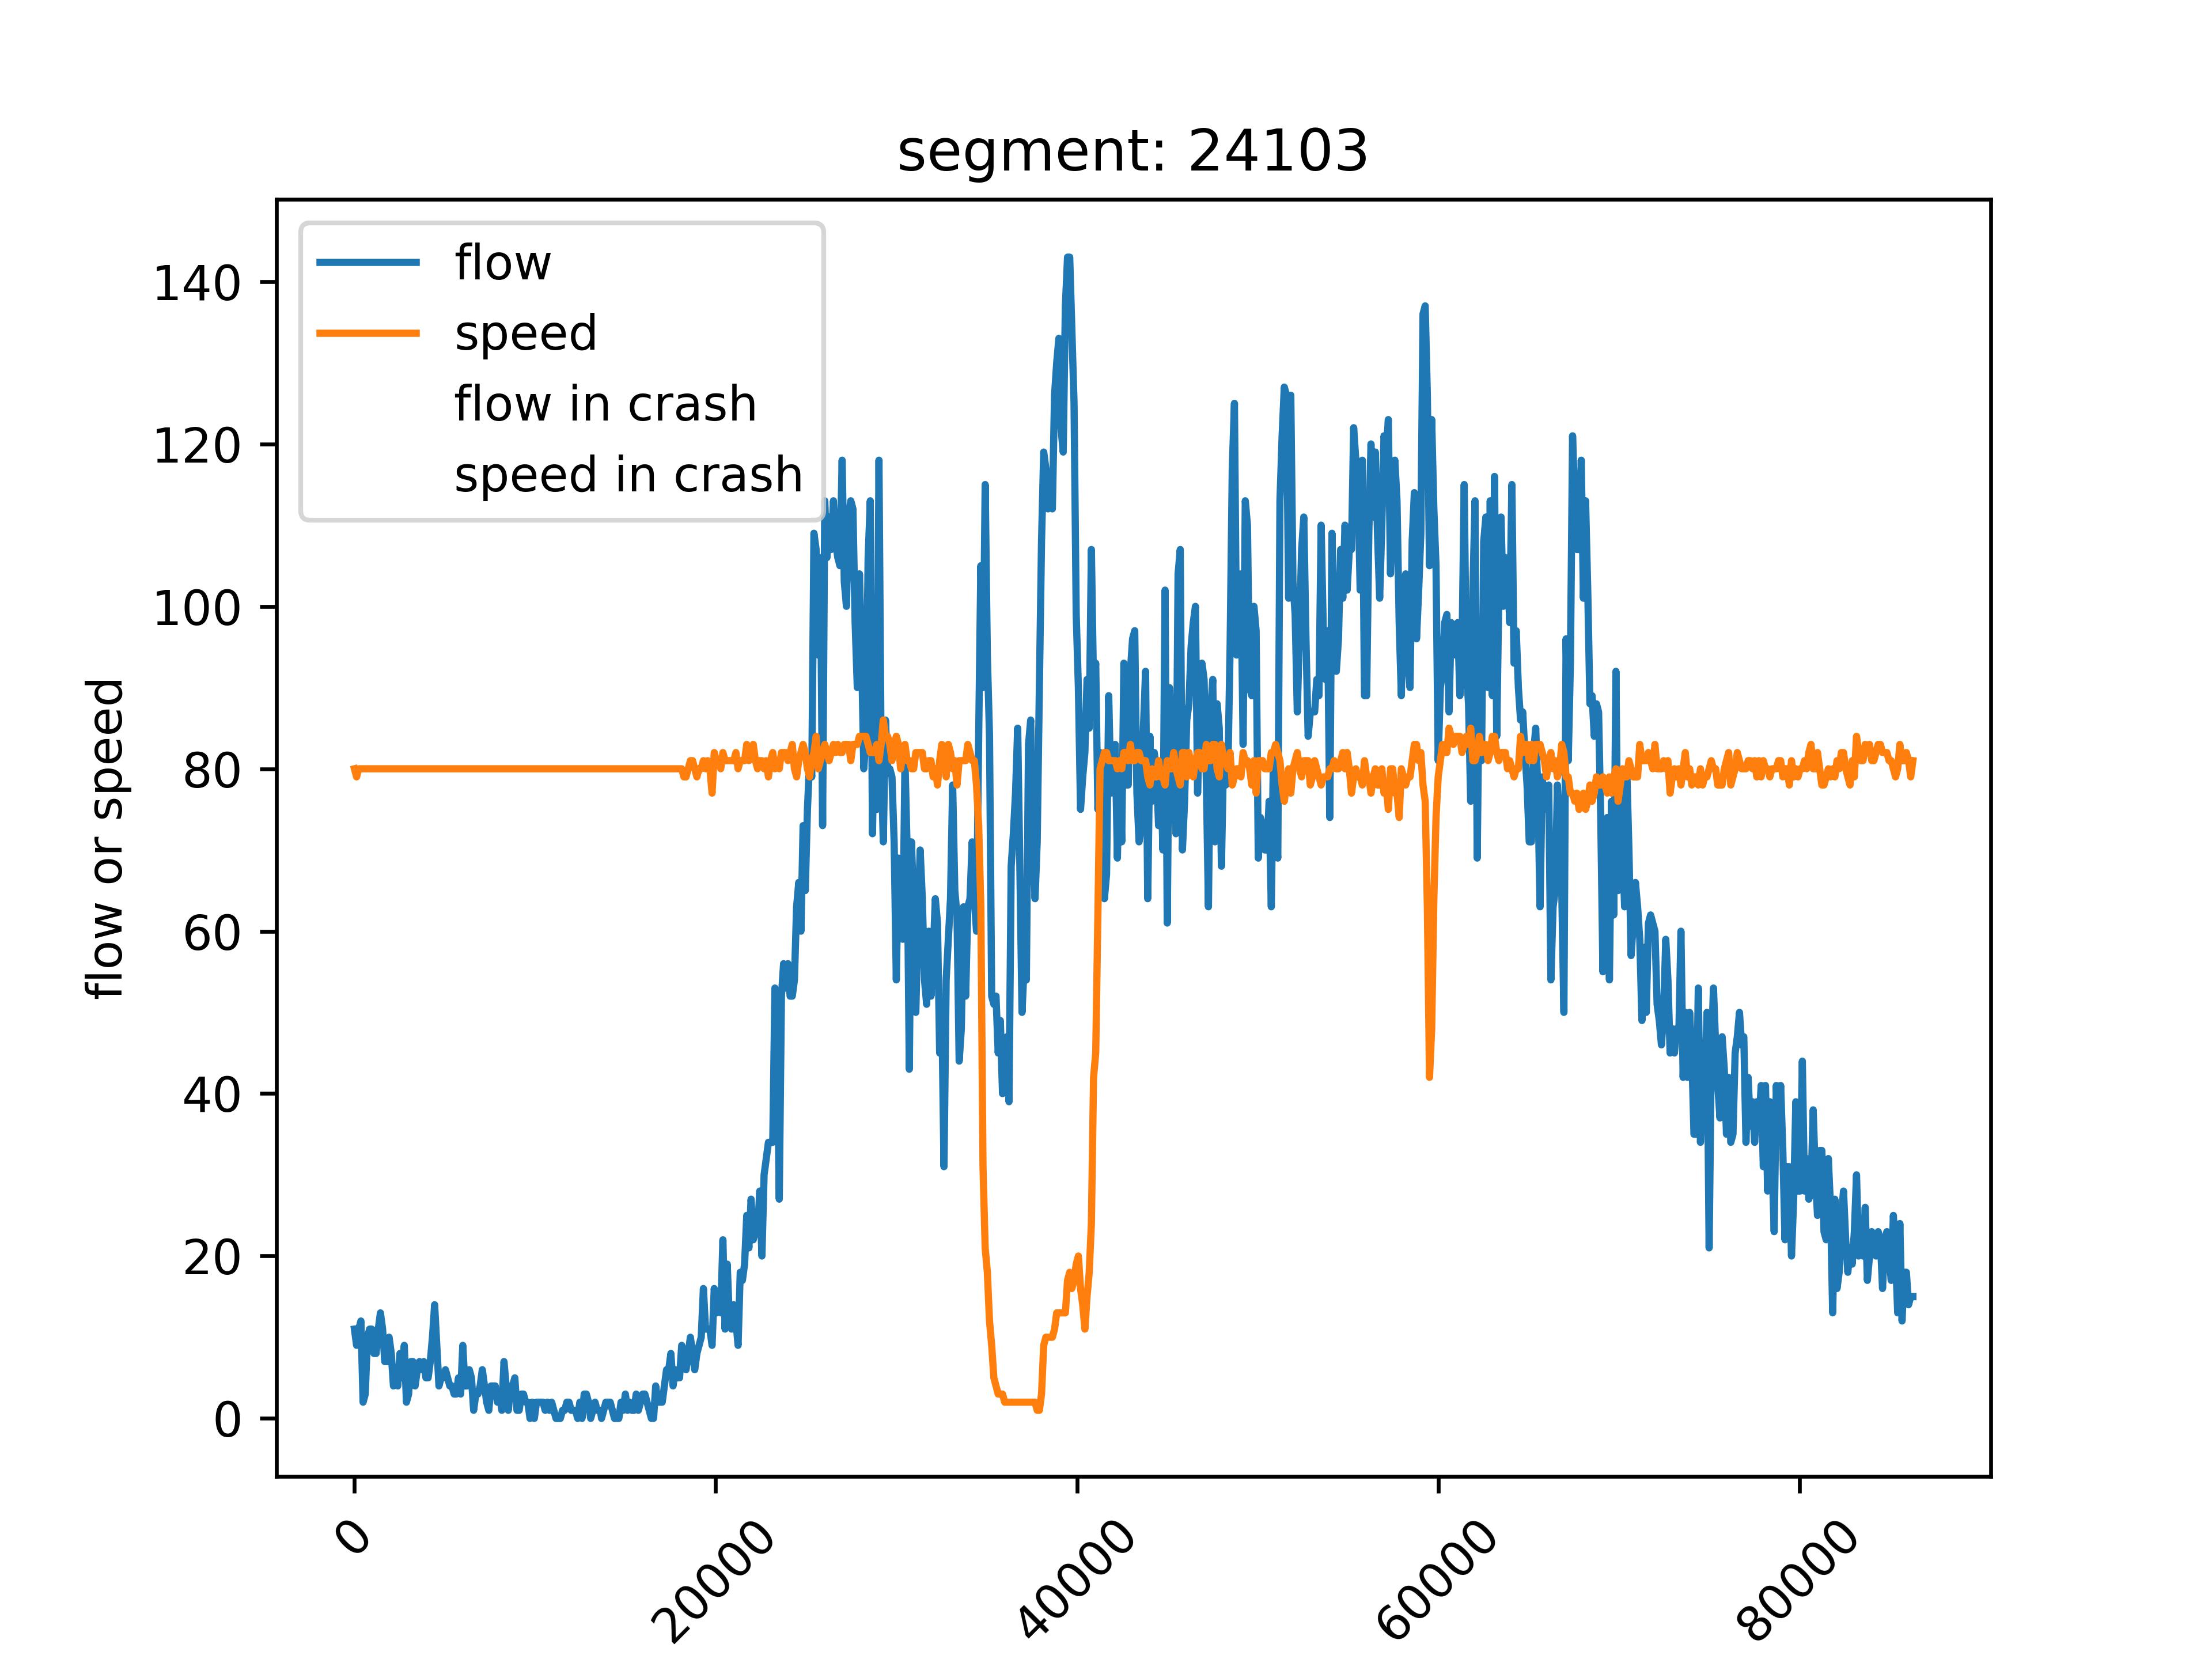 segment: 24103
flow
speed
flow in crash
speed in crash
flow or speed
140
120
100
80
60
40
20
0
0
20000
40000
60000
80000